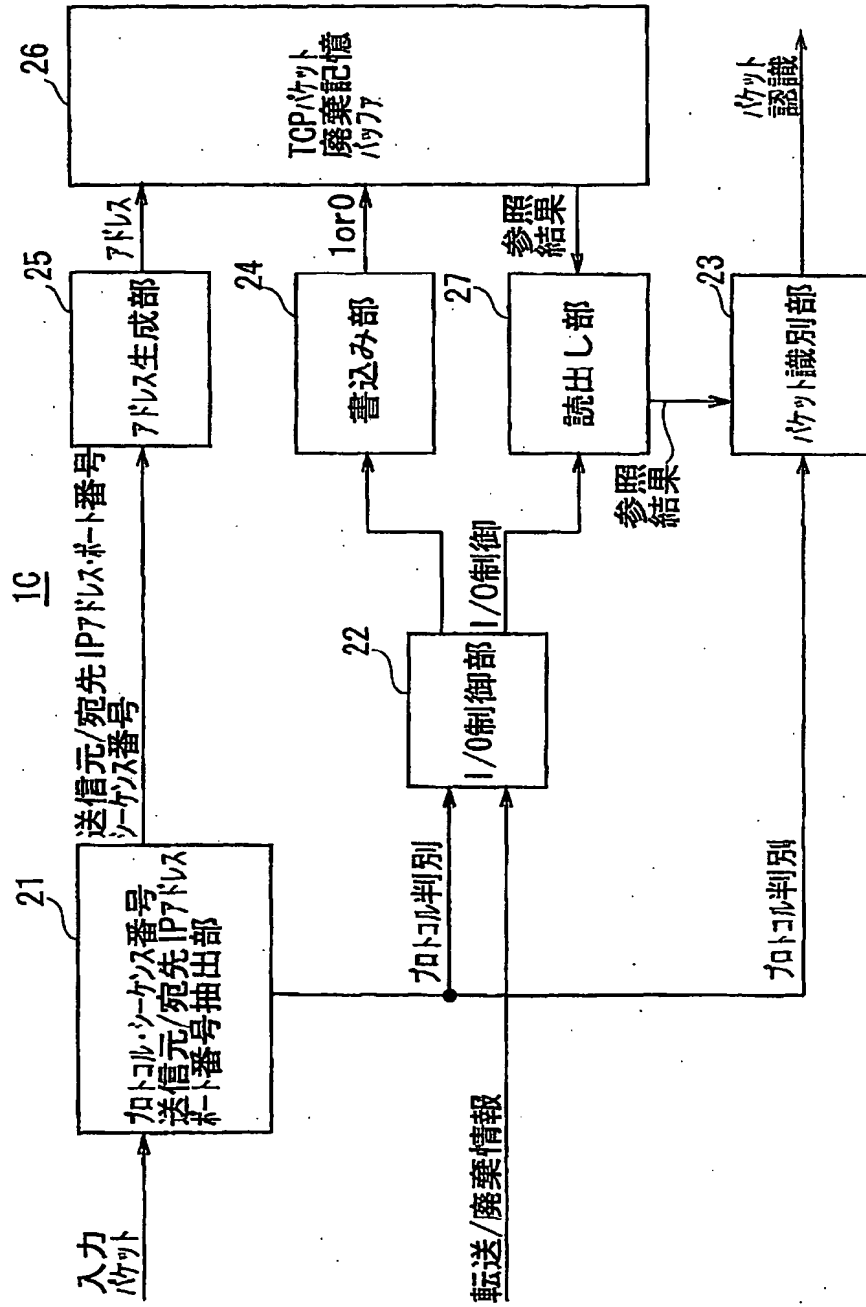 1C
入力
パケット
21
プロトコル・シーケンス番号
送信元/宛先IPアドレス
ポート番号抽出部
送信元/宛先IPアドレス・ポート番号
シーケンス番号
25
アドレス生成部
アドレス
26
TCPパケット
廃棄記憶
バッファ
24
書込み部
1or0
22
I/O制御部
I/O制御
27
読出し部
参照
結果
参照
結果
プロトコル判別
転送/廃棄情報
プロトコル判別
23
パケット識別部
パケット
認識